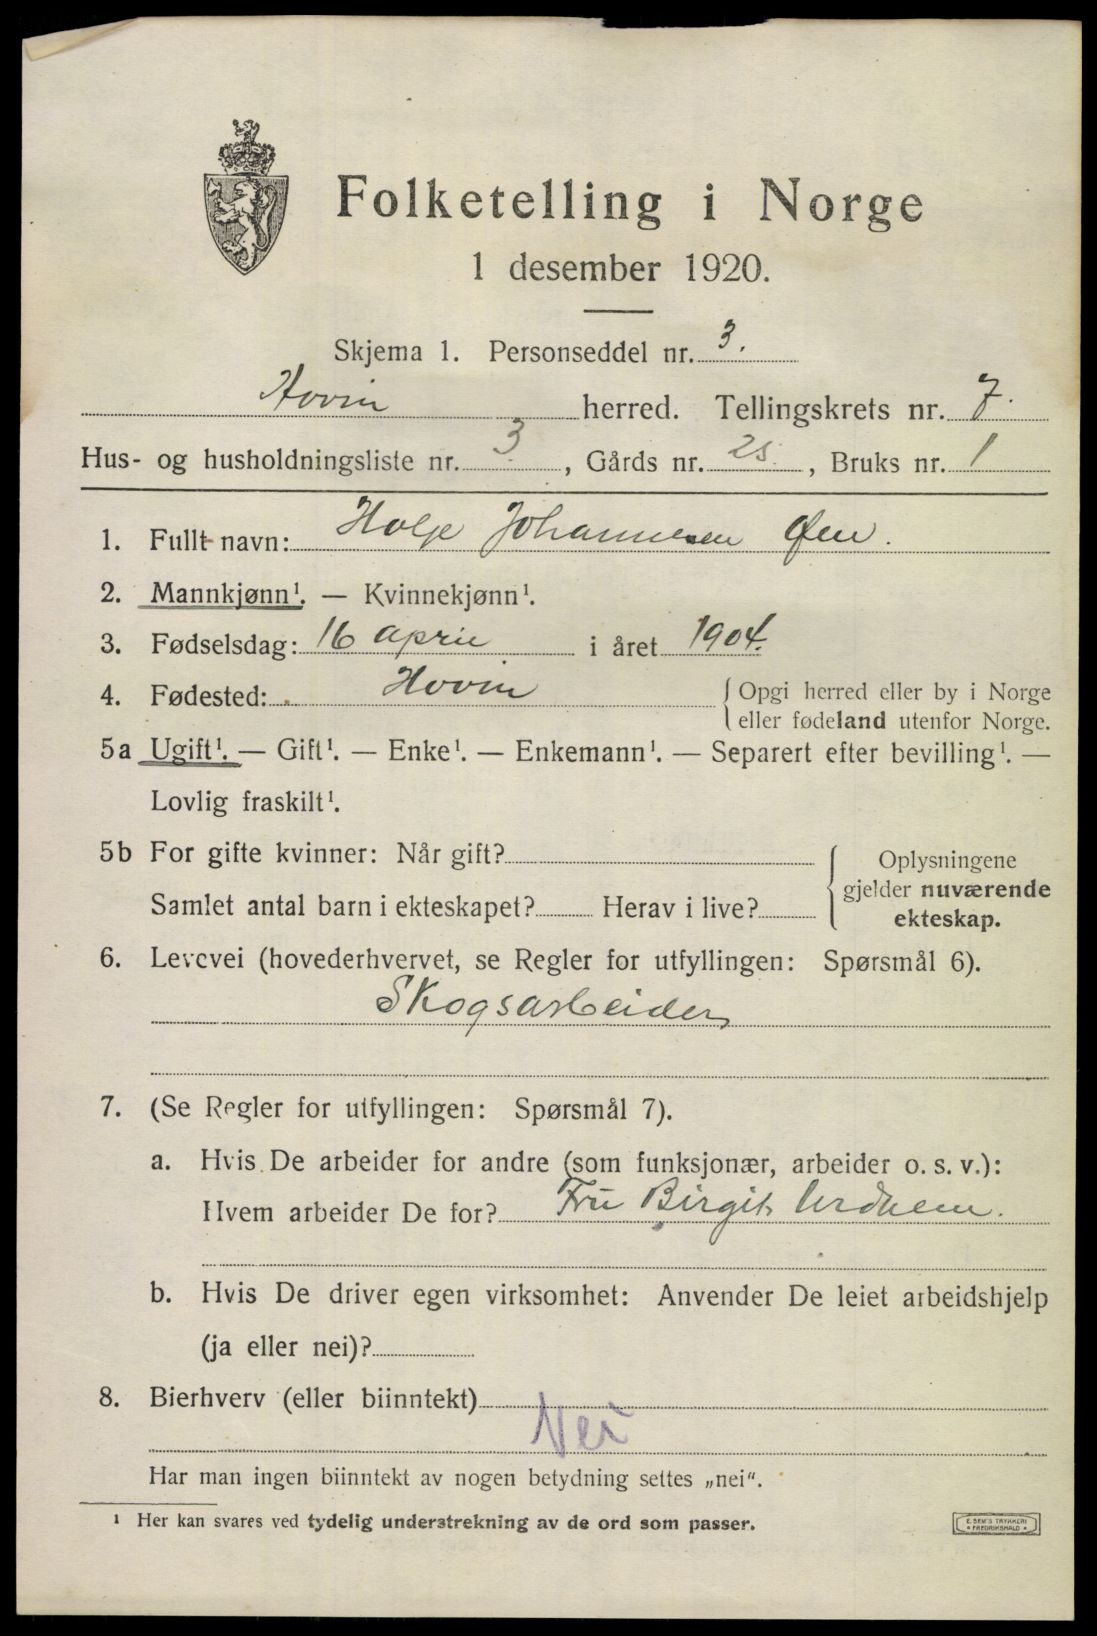 Folketelling i Norge
1 desember 1920.
Skjema 1. Personseddel nr. 3.
Hovin herred. Tellingskrets nr. 7.
Hus- og husholdningsliste nr. 3, Gårds nr. 25, Bruks nr. 1
1. Fullt navn: Holje Johannesen Øen.
2. Mannkjønn¹. — Kvinnekjønn¹.
3. Fødselsdag: 16 april i året 1904.
4. Fødested: Hovin { Opgi herred eller by i Norge
eller fødeland utenfor Norge.
5a Ugift¹. — Gift¹. — Enke¹. — Enkemann¹. — Separert efter bevilling¹. —
Lovlig fraskilt¹.
5b For gifte kvinner: Når gift? { Oplysningene
gjelder nuværende
Samlet antal barn i ekteskapet? Herav i live? ekteskap.
6. Levevei (hovederhvervet, se Regler for utfyllingen: Spørsmål 6).
Skogsarbeider
7. (Se Regler for utfyllingen: Spørsmål 7).
a. Hvis De arbeider for andre (som funksjonær, arbeider o. s. v.):
Hvem arbeider De for? Fru Birgit
b. Hvis De driver egen virksomhet: Anvender De leiet arbeidshjelp
(ja eller nei)?
8. Bierhverv (eller biinntekt)
Nei
Har man ingen biinntekt av nogen betydning settes „nei“.
¹ Her kan svares ved tydelig understrekning av de ord som passer.
E. SEM'S TRYKKERI
* FREDRIKSHALD *